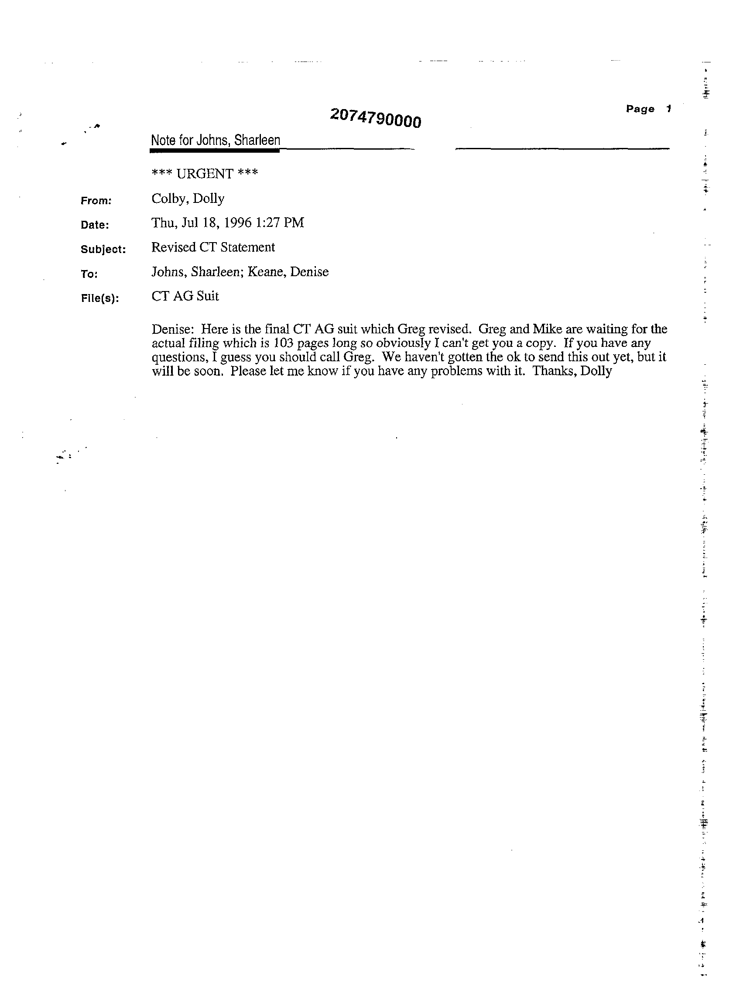 2074790000
Page 1
Note for Johns, Sharleen
*** URGENT ***
From: Colby, Dolly
Date: Thu, Jul 18, 1996 1:27 PM
Subject: Revised CT Statement
To: Johns, Sharleen; Keane, Denise
File(s): CT AG Suit
Denise: Here is the final CT AG suit which Greg revised. Greg and Mike are waiting for the
actual filing which is 103 pages long so obviously I can't get you a copy. If you have any
questions, I guess you should call Greg. We haven't gotten the ok to send this out yet, but it
will be soon. Please let me know if you have any problems with it. Thanks, Dolly